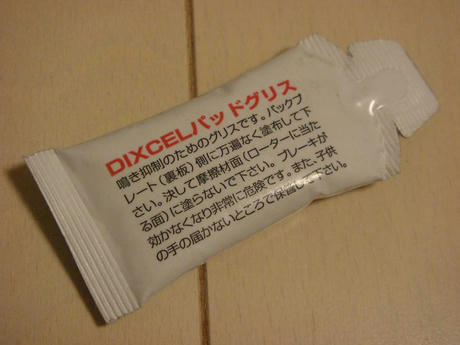 DIXCELパッドグリス
鳴き抑制のためのグリスです。バックプ
レート(裏板)側に万遍なく塗布して下
さい。決して摩擦材面(ローターに当た
る面)に塗らないで下さい。ブレーキが
効かなくなり非常に危険です。また、子供
の手の届かないところで保管下さい。